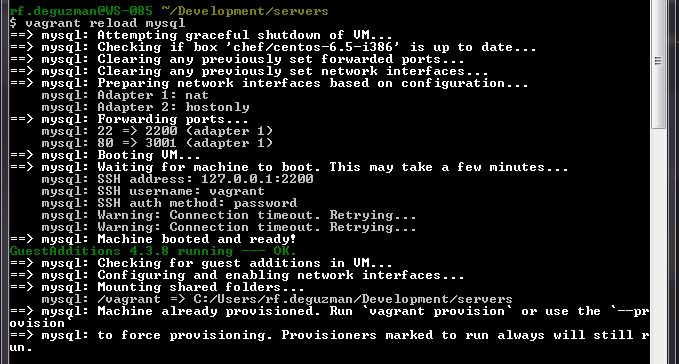 rf.deguzman@WS-085 ~/Development/servers
$ vagrant reload mysql
==> mysql: Attempting graceful shutdown of VM...
==> mysql: Checking if box 'chef/centos-6.5-i386' is up to date...
==> mysql: Clearing any previously set forwarded ports...
==> mysql: Clearing any previously set network interfaces...
==> mysql: Preparing network interfaces based on configuration...
    mysql: Adapter 1: nat
    mysql: Adapter 2: hostonly
==> mysql: Forwarding ports...
    mysql: 22 => 2200 (adapter 1)
    mysql: 80 => 3001 (adapter 1)
==> mysql: Booting VM...
==> mysql: Waiting for machine to boot. This may take a few minutes...
    mysql: SSH address: 127.0.0.1:2200
    mysql: SSH username: vagrant
    mysql: SSH auth method: password
    mysql: Warning: Connection timeout. Retrying...
    mysql: Warning: Connection timeout. Retrying...
==> mysql: Machine booted and ready!
GuestAdditions 4.3.8 running --- OK.
==> mysql: Checking for guest additions in VM...
==> mysql: Configuring and enabling network interfaces...
==> mysql: Mounting shared folders...
    mysql: /vagrant => C:/Users/rf.deguzman/Development/servers
==> mysql: Machine already provisioned. Run `vagrant provision` or use the `--pr
ovision`
==> mysql: to force provisioning. Provisioners marked to run always will still r
un.